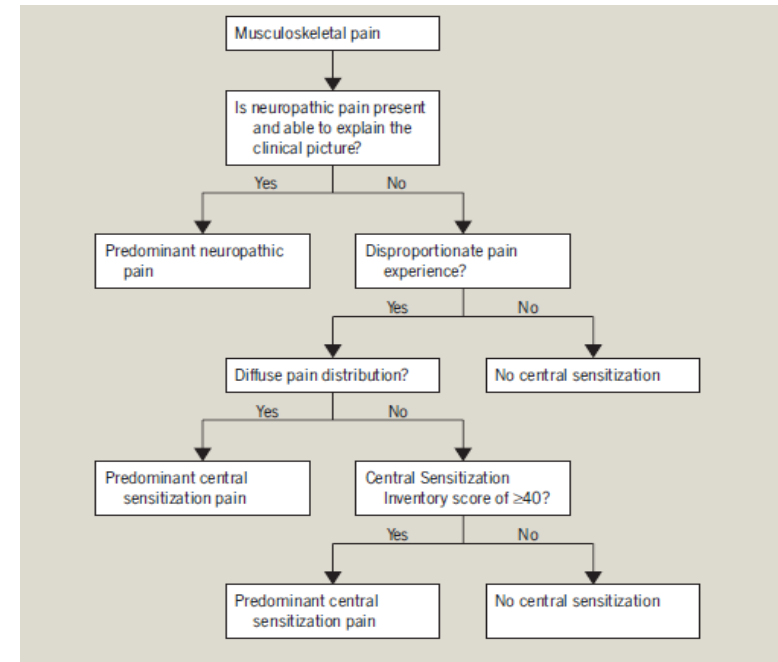 Musculoskeletal pain
Is neuropathic pain present
and able to explain the
clinical picture?
Yes
No
Predominant neuropathic
pain
Disproportionate pain
experience?
Yes
No
Diffuse pain distribution?
No central sensitization
Yes
No
Predominant central
sensitization pain
Central Sensitization
Inventory score of ≥40?
Yes
No
Predominant central
sensitization pain
No central sensitization